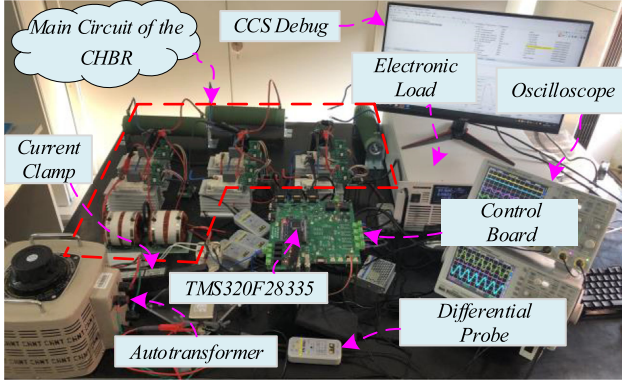 Main Circuit of the
CHBR
CCS Debug
Electronic
Load
Oscilloscope
Current
Clamp
Control
Board
TMS320F28335
Differential
Probe
Autotransformer